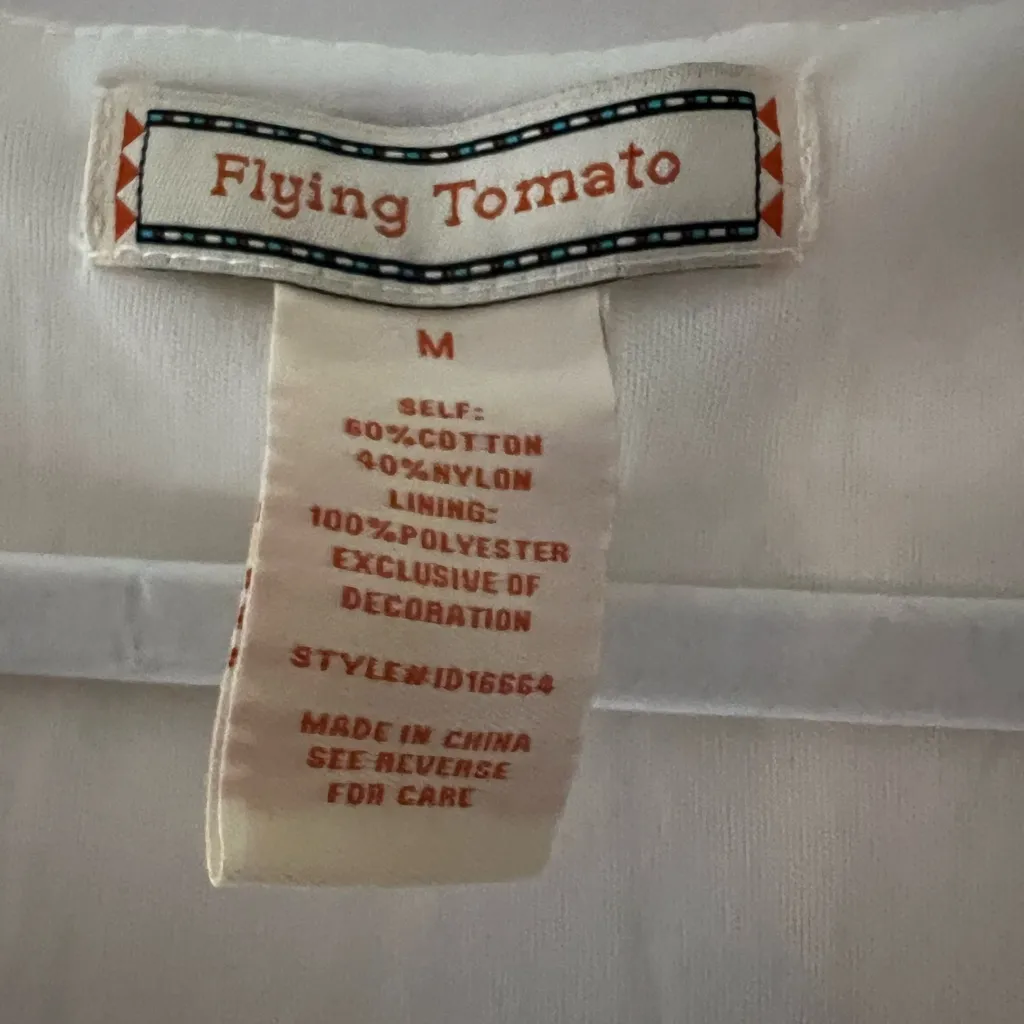 Flying Tomato
M
SELF:
60%COTTON
40%NYLON
LINING:
100%POLYESTER
EXCLUSIVE OF
DECORATION
STYLE#ID16664
MADE IN CHINA
SEE REVERSE
FOR CARE